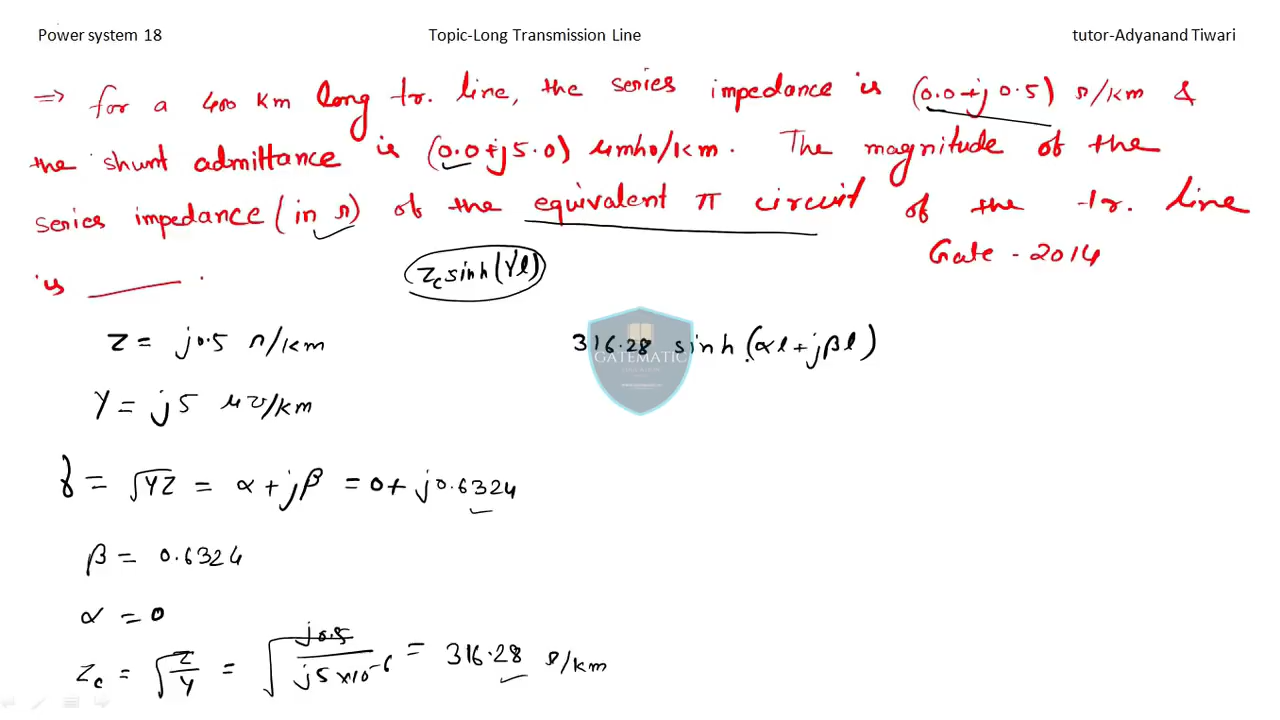 Power system 18 Topic-Long Transmission Line tutor-Adyanand Tiwari
⇒ for a 400 km long tr. line, the series impedance is (0.0+j0.5) Ω/km &
the shunt admittance is (0.0+j5.0) μmho/km. The magnitude of the
series impedance (in Ω) of the equivalent π circuit of the tr. line
is ______ . Gate - 2014
Zc sinh(γl)
Z = j0.5 Ω/km
316.28 sinh(αl+jβl)
GATEMATIC
Y = j5 μ℧/km
γ = √YZ = α+jβ = 0+j0.6324
β = 0.6324
α = 0
Zc = √Z/Y = √j0.5/j5×10⁻⁶ = 316.28 Ω/km